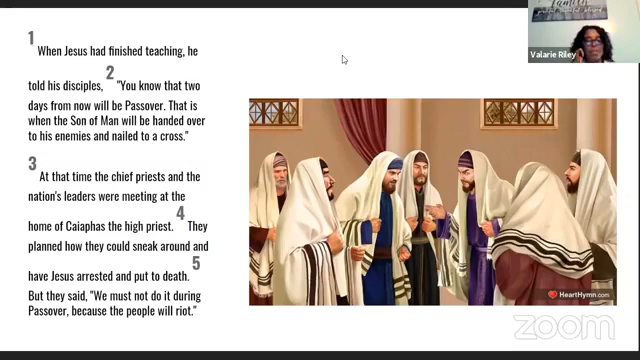 1 When Jesus had finished teaching, he
told his disciples, 2 "You know that two
days from now will be Passover. That is
when the Son of Man will be handed over
to his enemies and nailed to a cross."
3 At that time the chief priests and the
nation's leaders were meeting at the
home of Caiaphas the high priest. 4 They
planned how they could sneak around and
have Jesus arrested and put to death. 5
But they said, "We must not do it during
Passover, because the people will riot."
Valarie Riley
HeartHymn.com
zoom